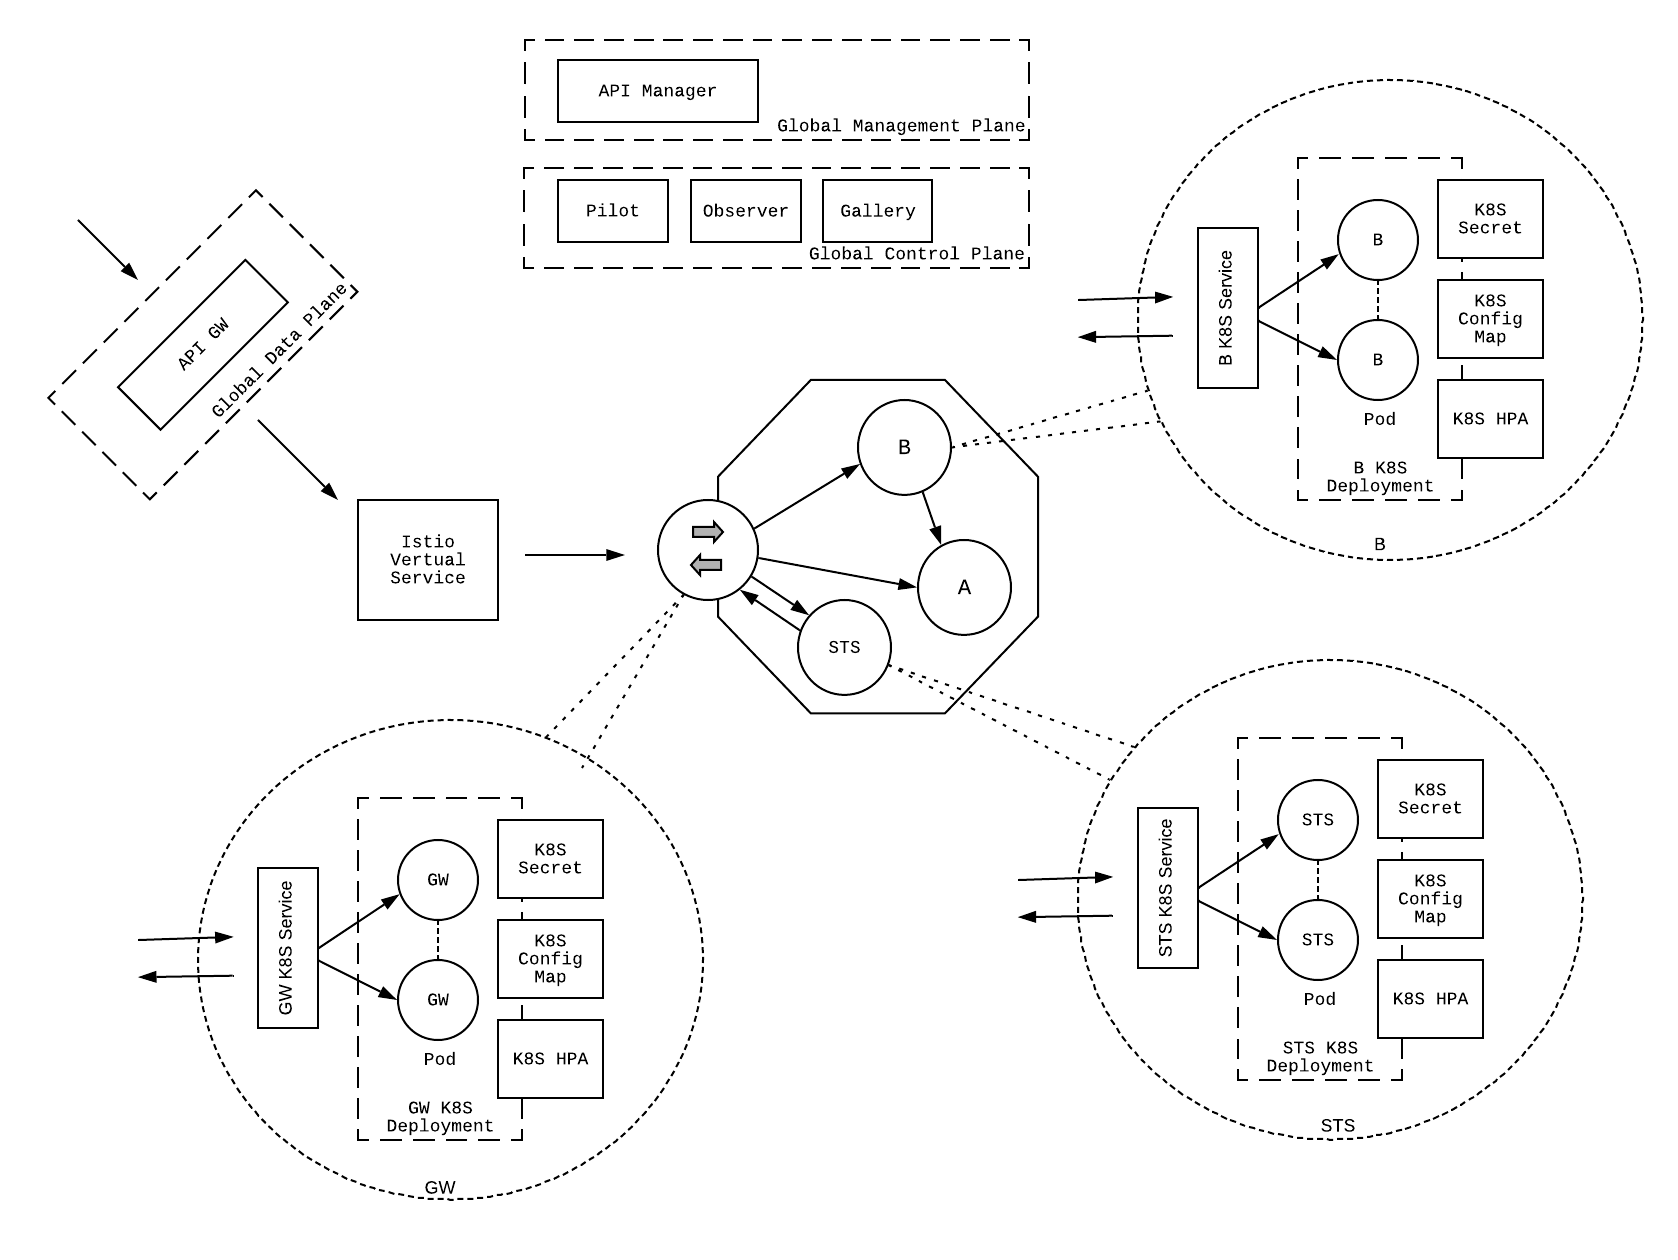 API Manager
Global Management Plane
Pilot
Observer
Gallery
Global Control Plane
API GW
Global Data Plane
Istio
Vertual
Service
B
A
STS
B K8S Service
B
B
Pod
B K8S
Deployment
K8S
Secret
K8S
Config
Map
K8S HPA
B
GW K8S Service
GW
GW
Pod
GW K8S
Deployment
K8S
Secret
K8S
Config
Map
K8S HPA
GW
STS K8S Service
STS
STS
Pod
STS K8S
Deployment
K8S
Secret
K8S
Config
Map
K8S HPA
STS